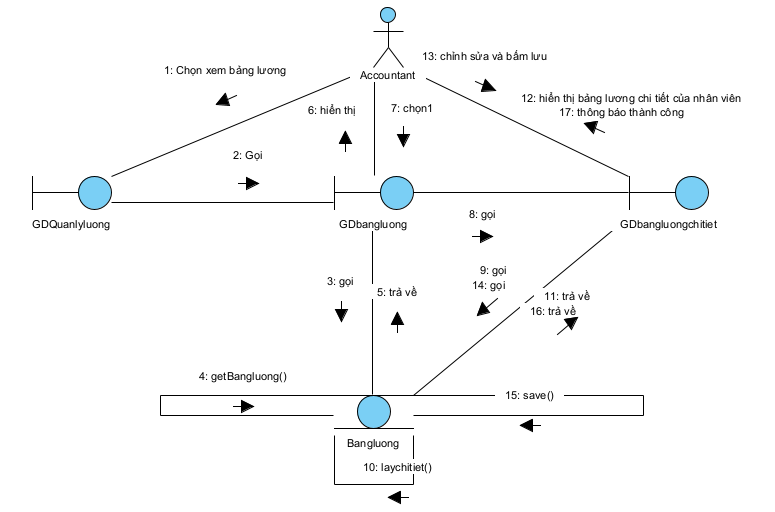 13: chỉnh sửa và bấm lưu
1: Chọn xem bảng lương
Accountant
12: hiển thị bảng lương chi tiết của nhân viên
6: hiển thị
7: chọn1
17: thông báo thành công
2: Gọi
GDQuanlyluong
GDbangluong
8: gọi
GDbangluongchitiet
3: gọi
5: trả về
9: gọi
14: gọi
11: trả về
16: trả về
4: getBangluong()
15: save()
Bangluong
10: laychitiet()